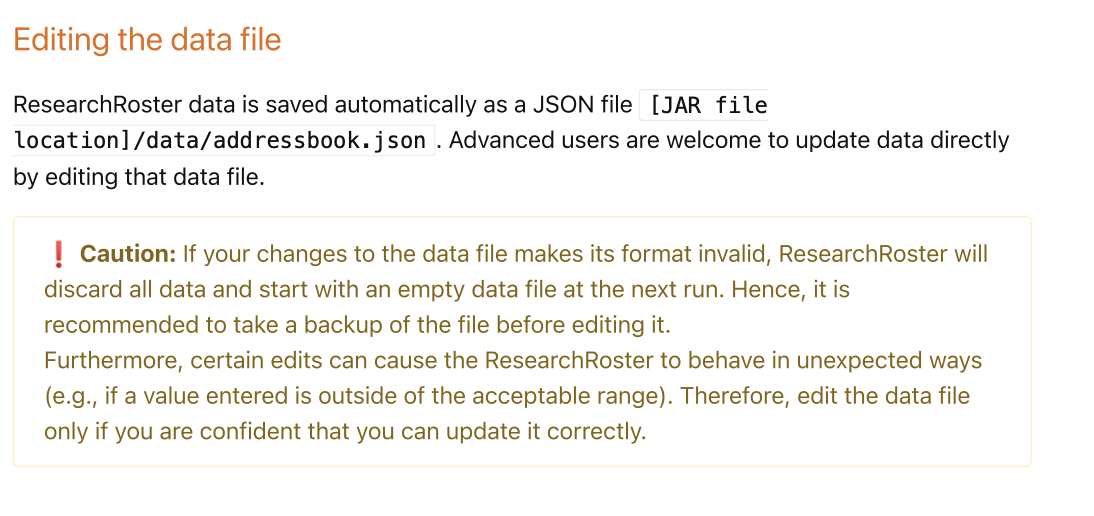 Editing the data file
ResearchRoster data is saved automatically as a JSON file [JAR file
location]/data/addressbook.json . Advanced users are welcome to update data directly
by editing that data file.
❗ Caution: If your changes to the data file makes its format invalid, ResearchRoster will
discard all data and start with an empty data file at the next run. Hence, it is
recommended to take a backup of the file before editing it.
Furthermore, certain edits can cause the ResearchRoster to behave in unexpected ways
(e.g., if a value entered is outside of the acceptable range). Therefore, edit the data file
only if you are confident that you can update it correctly.